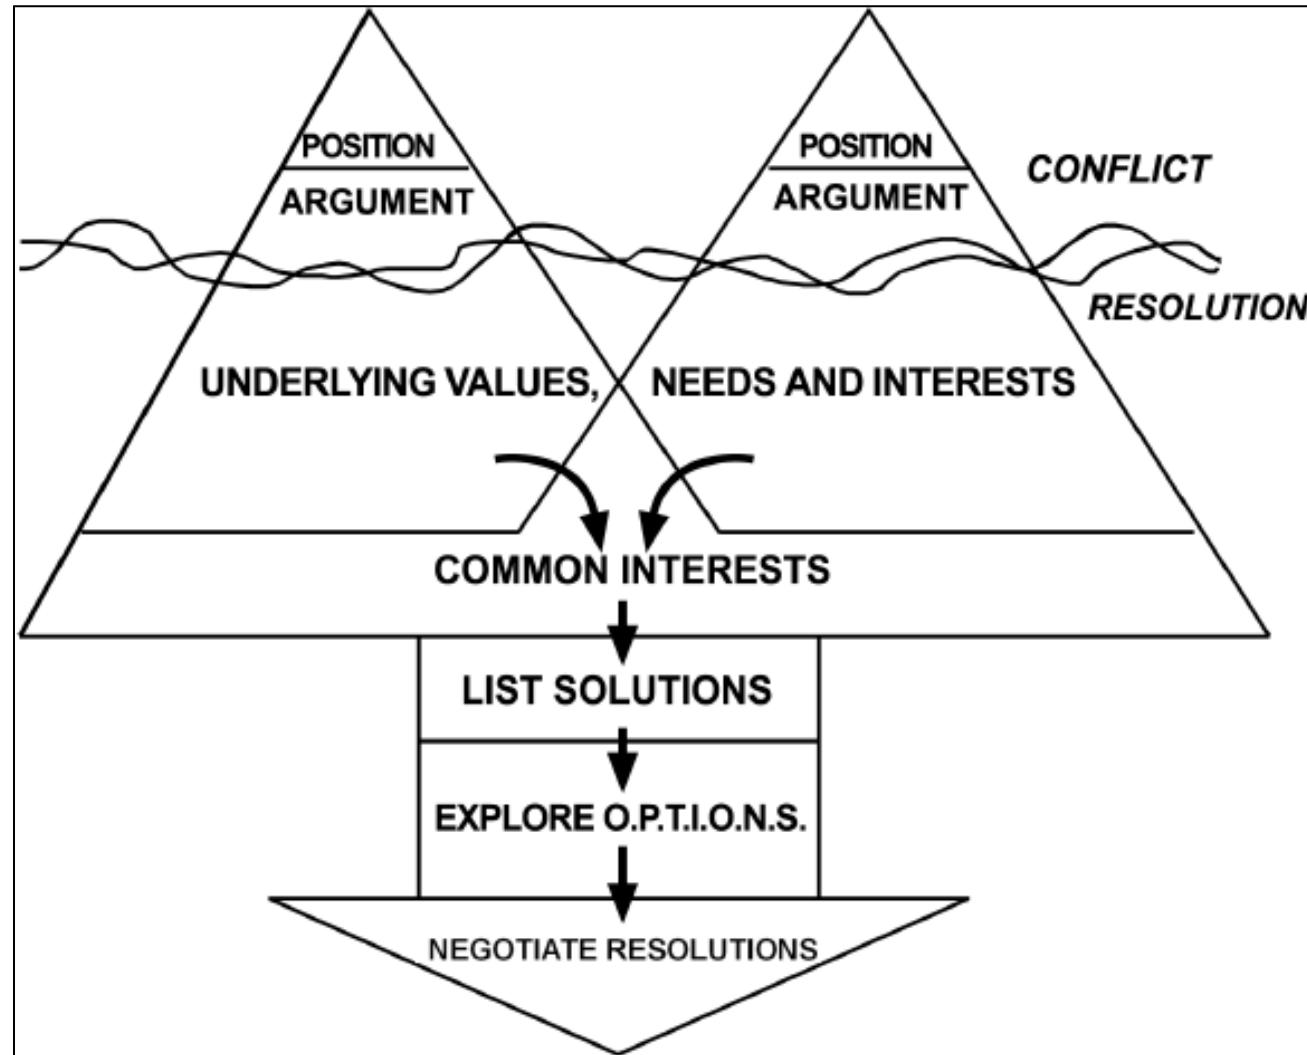 POSITION
ARGUMENT
POSITION
ARGUMENT
CONFLICT
RESOLUTION
UNDERLYING VALUES, NEEDS AND INTERESTS
COMMON INTERESTS
LIST SOLUTIONS
EXPLORE O.P.T.I.O.N.S.
NEGOTIATE RESOLUTIONS